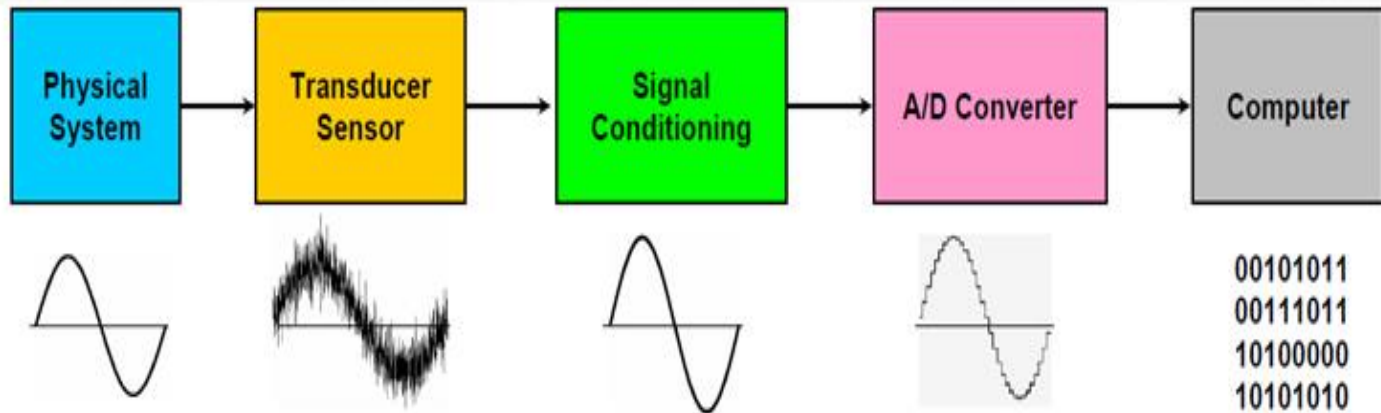 Physical
System
Transducer
Sensor
Signal
Conditioning
A/D Converter
Computer
00101011
00111011
10100000
10101010